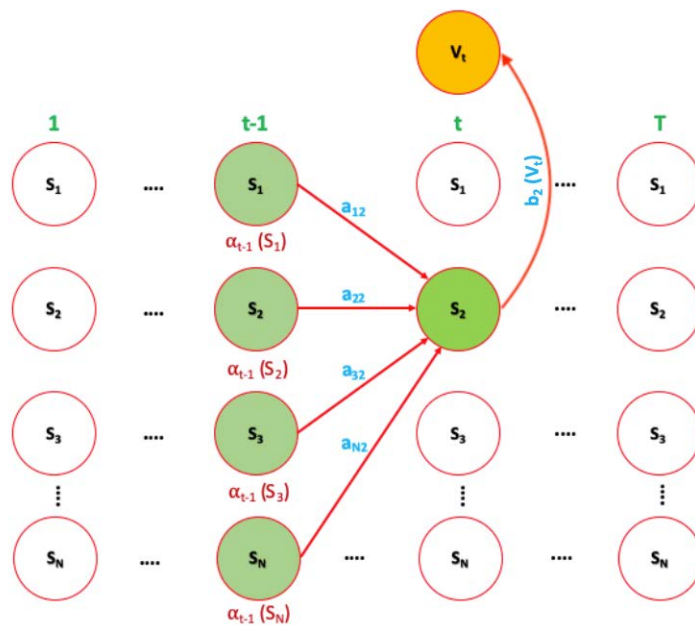 Vₜ
1 t-1 t T
b₂ (Vₜ)
S₁ .... S₁ S₁ .... S₁
a₁₂
αₜ₋₁ (S₁)
S₂ .... S₂ a₂₂ S₂ .... S₂
αₜ₋₁ (S₂)
a₃₂
S₃ .... S₃ S₃ .... S₃
aN₂
αₜ₋₁ (S₃)
.... .... ....
SN .... SN .... SN .... SN
αₜ₋₁ (SN)